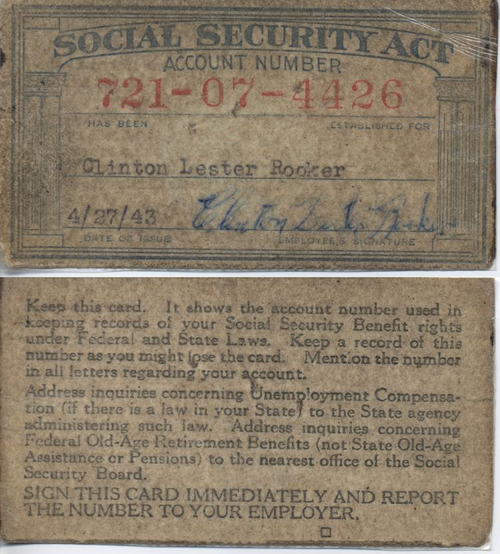 SOCIAL SECURITY ACT
ACCOUNT NUMBER
721-07-4426
HAS BEEN ESTABLISHED FOR
Clinton Lester Rooker
4/27/43 Clinton Lester Rooker
DATE OF ISSUE EMPLOYEE'S SIGNATURE
Keep this card. It shows the account number used in
keeping records of your Social Security Benefit rights
under Federal and State Laws. Keep a record of this
number as you might lose the card. Mention the number
in all letters regarding your account.
Address inquiries concerning Unemployment Compensa-
tion (if there is a law in your State) to the State agency
administering such law. Address inquiries concerning
Federal Old-Age Retirement Benefits (not State Old-Age
Assistance or Pensions) to the nearest office of the Social
Security Board.
SIGN THIS CARD IMMEDIATELY AND REPORT
THE NUMBER TO YOUR EMPLOYER.